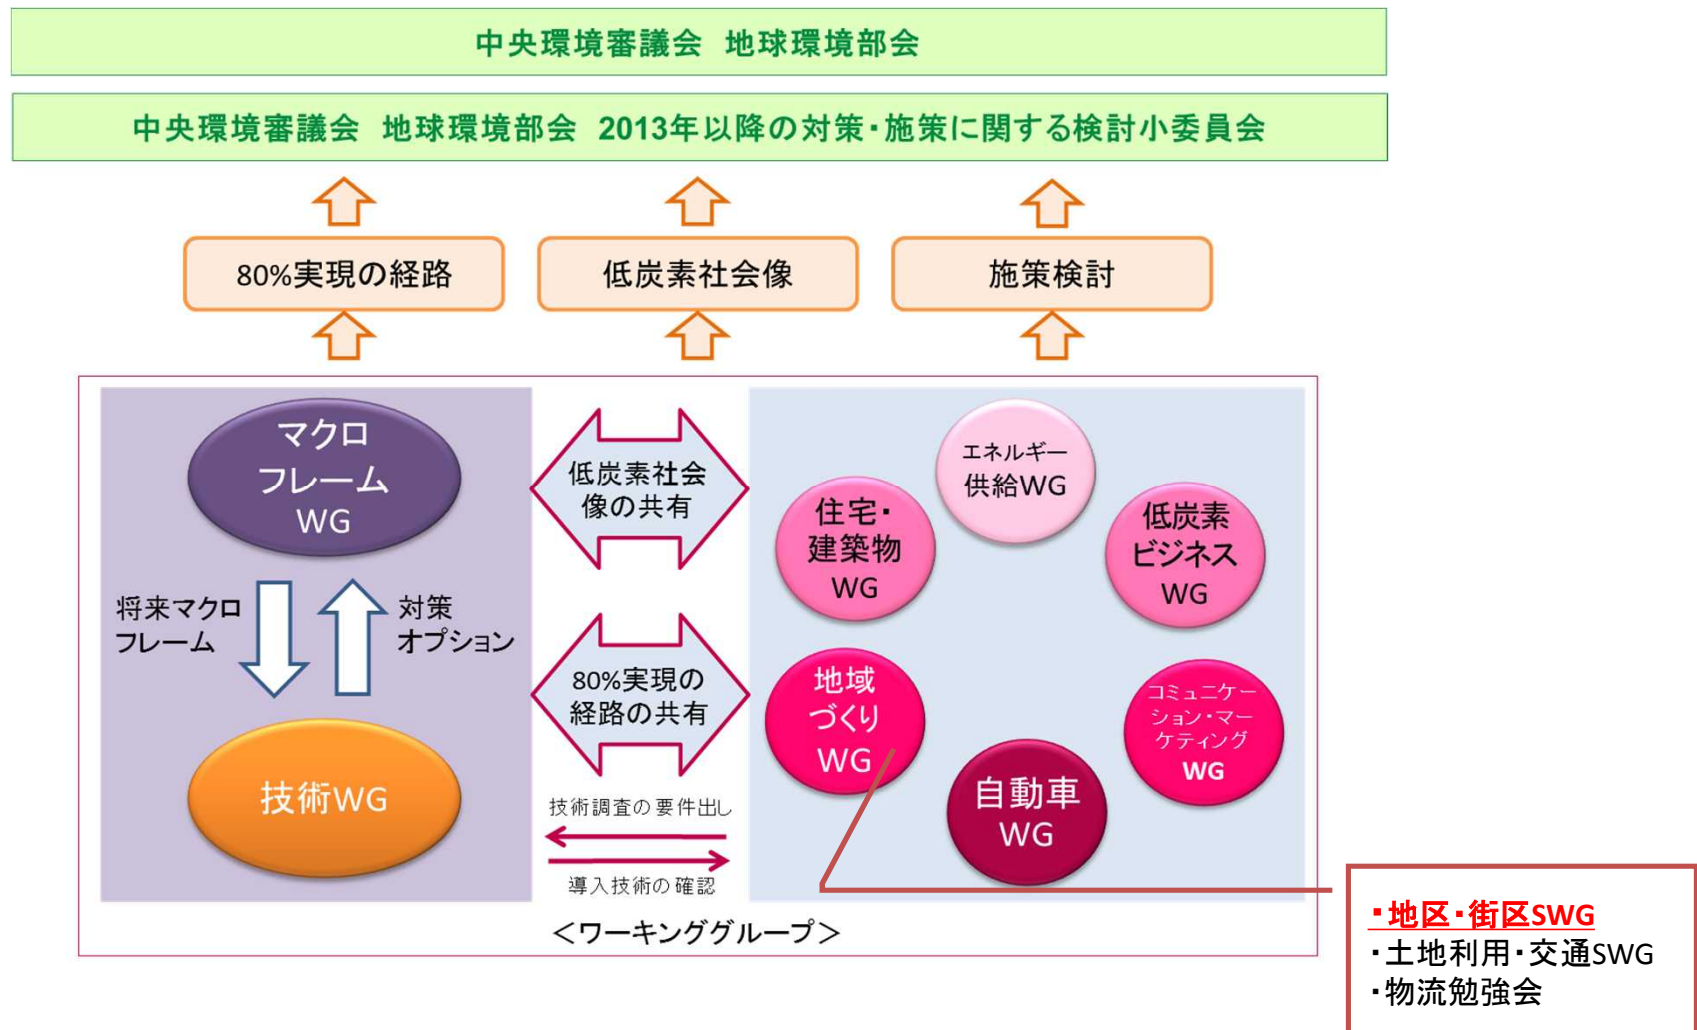 中央環境審議会 地球環境部会
中央環境審議会 地球環境部会 2013年以降の対策・施策に関する検討小委員会
80%実現の経路
低炭素社会像
施策検討
マクロ
フレーム
WG
将来マクロ
フレーム
対策
オプション
技術WG
低炭素社会
像の共有
80%実現の
経路の共有
技術調査の要件出し
導入技術の確認
エネルギー
供給WG
住宅・
建築物
WG
低炭素
ビジネス
WG
地域
づくり
WG
コミュニケー
ション・マー
ケティング
WG
自動車
WG
＜ワーキンググループ＞
・地区・街区SWG
・土地利用・交通SWG
・物流勉強会